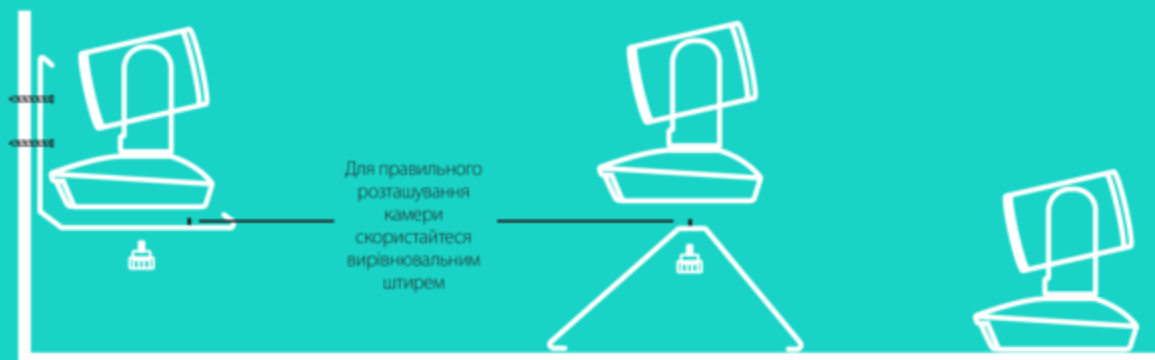 Для правильного
розташування
камери
скористайтеся
вирівнювальним
штирем